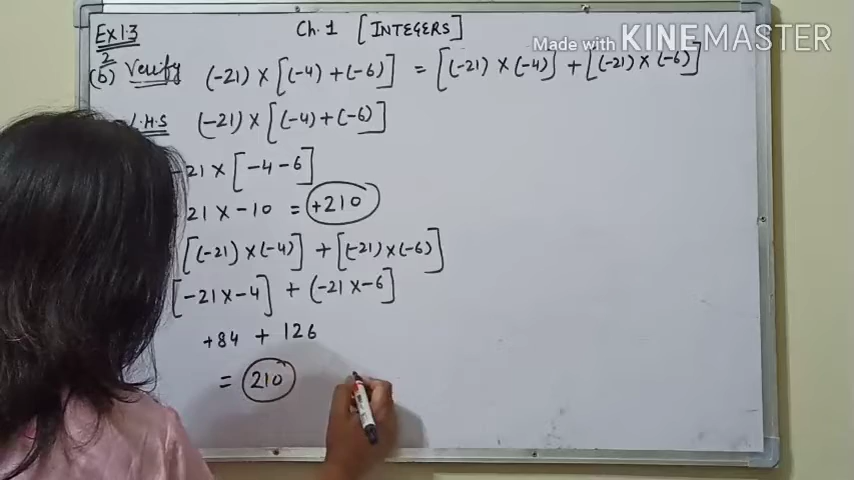 Ex 1.3
Ch. 1 [INTEGERS]
Made with KINEMASTER
2
(b) Verify (-21) × [(-4) + (-6)] = [(-21) × (-4)] + [(-21) × (-6)]
L.H.S (-21) × [(-4) + (-6)]
-21 × [-4 - 6]
21 × -10 = +210
[(-21) × (-4)] + [(-21) × (-6)]
[-21 × -4] + (-21 × -6]
+84 + 126
= 210